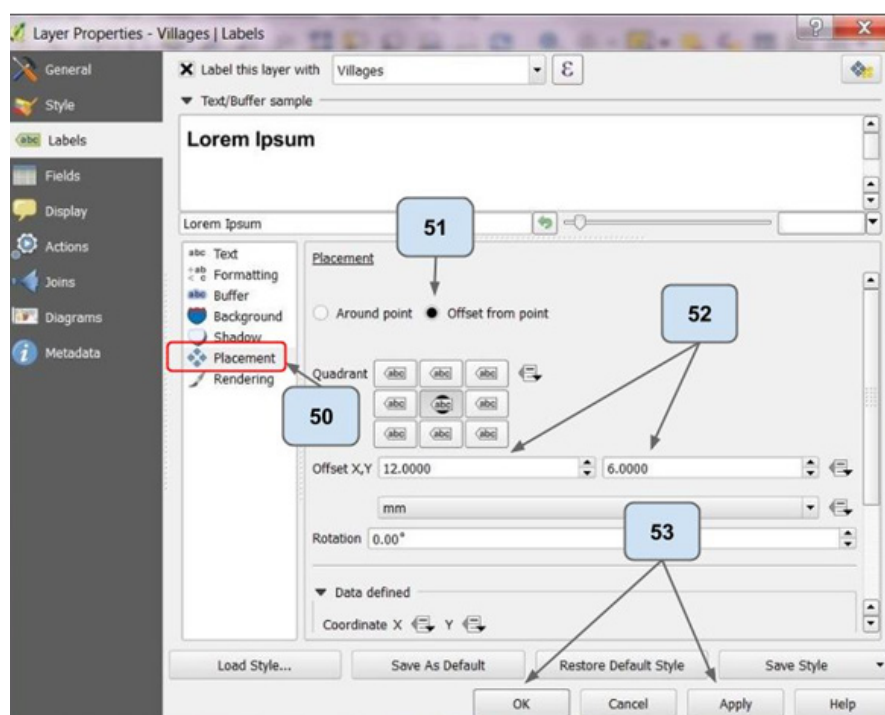 Layer Properties - Villages | Labels
General
Style
Labels
Fields
Display
Actions
Joins
Diagrams
Metadata
Label this layer with Villages ε
Text/Buffer sample
Lorem Ipsum
Lorem Ipsum
51
Text
Formatting
Buffer
Background
Shadow
Placement
Rendering
50
Placement
Around point Offset from point
52
Quadrant abc abc abc
abc abc abc
abc abc abc
Offset X,Y 12.0000 6.0000
mm
53
Rotation 0.00°
Data defined
Coordinate X Y
Load Style... Save As Default Restore Default Style Save Style
OK Cancel Apply Help